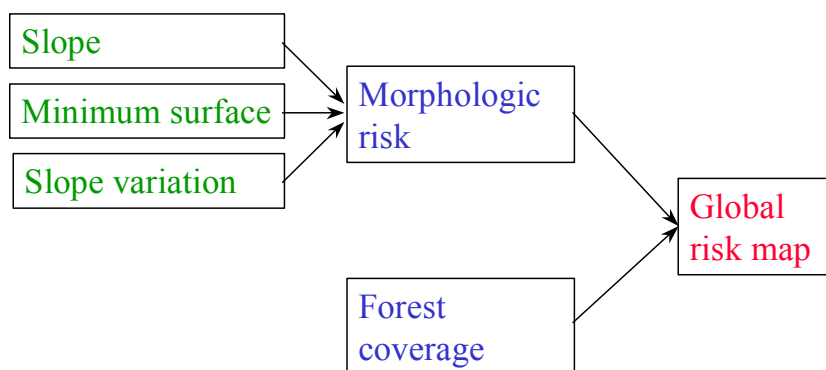 Slope
Minimum surface
Slope variation
Morphologic
risk
Forest
coverage
Global
risk map